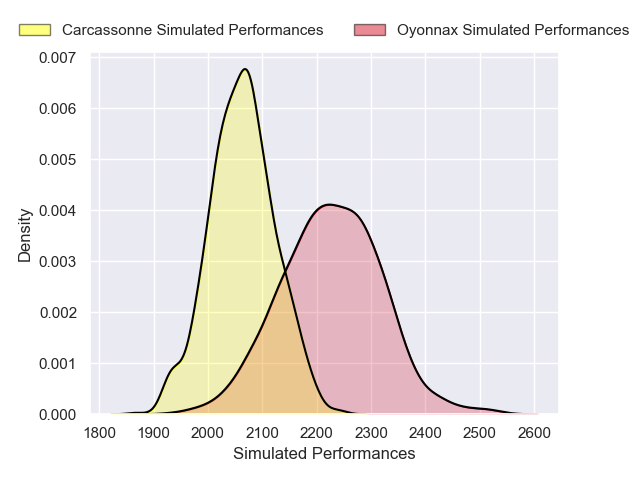 Carcassonne Simulated Performances Oyonnax Simulated Performances
0.007
0.006
0.005
0.004
0.003
0.002
0.001
0.000
Density
1800 1900 2000 2100 2200 2300 2400 2500 2600
Simulated Performances